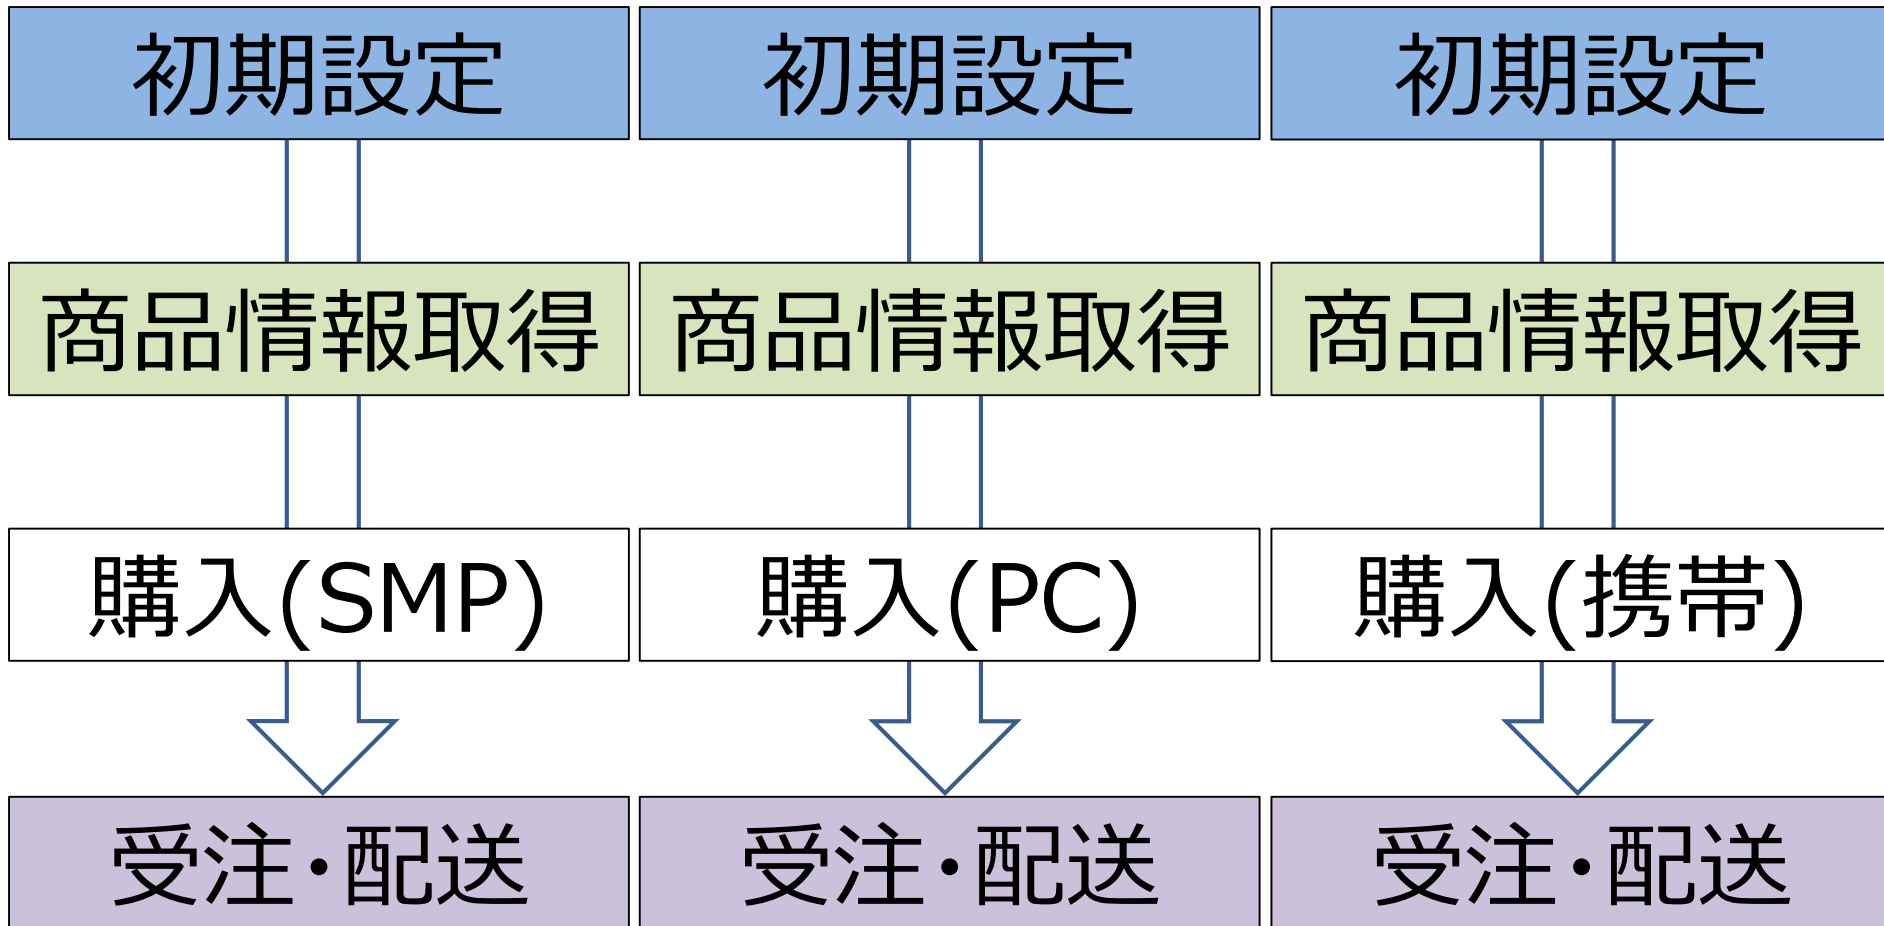 初期設定 初期設定 初期設定
商品情報取得 商品情報取得 商品情報取得
購入(SMP) 購入(PC) 購入(携帯)
受注・配送 受注・配送 受注・配送